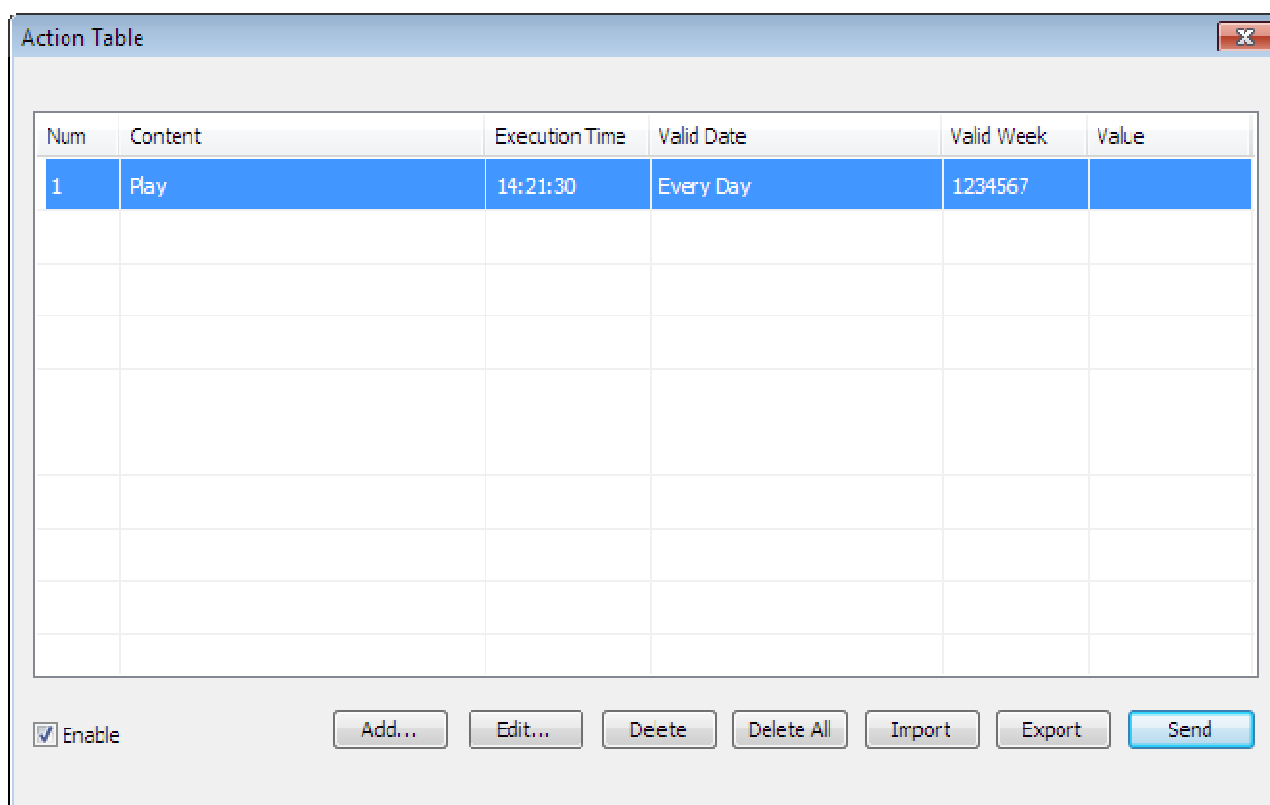 Action Table
Num Content Execution Time Valid Date Valid Week Value
1 Play 14:21:30 Every Day 1234567
Enable Add... Edit... Delete Delete All Import Export Send